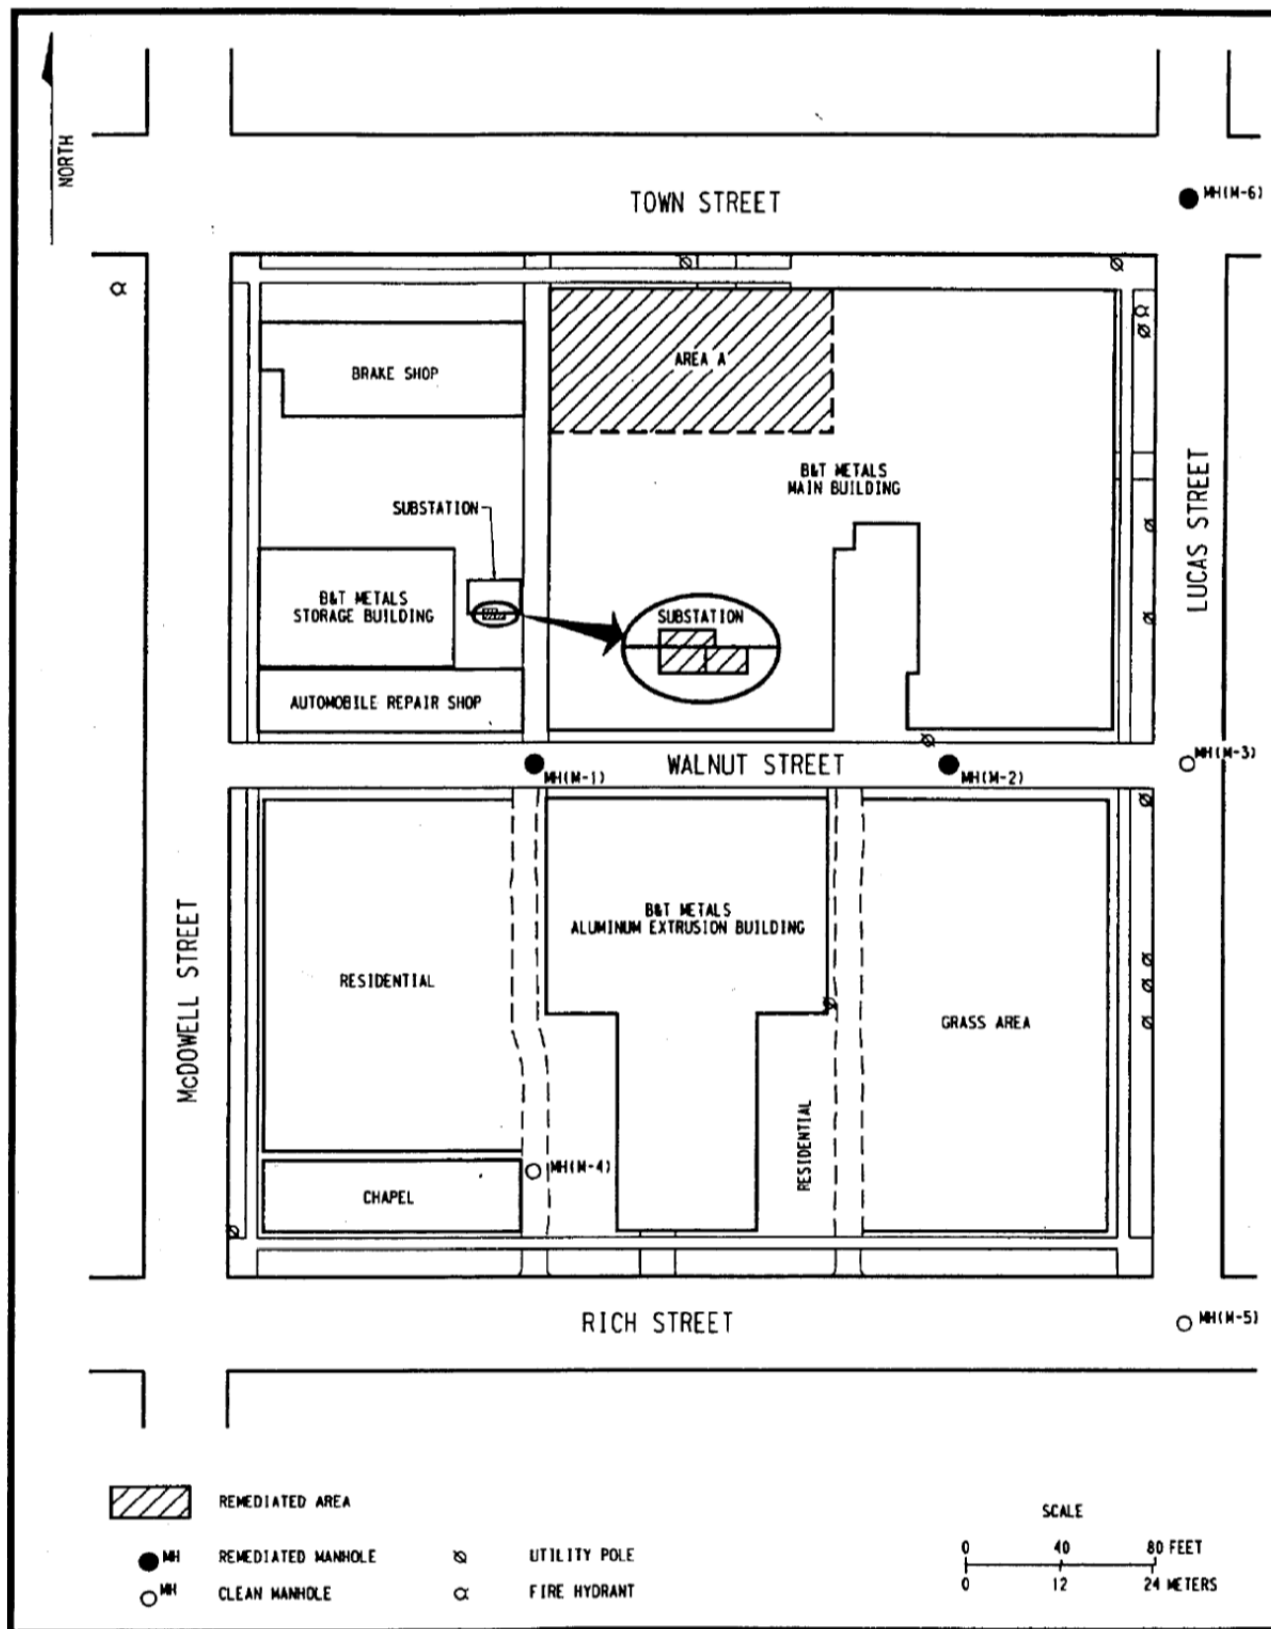 NORTH
TOWN STREET
MH(M-6)
AREA A
BRAKE SHOP
B&T METALS
MAIN BUILDING
SUBSTATION
LUCAS STREET
B&T METALS
STORAGE BUILDING
SUBSTATION
AUTOMOBILE REPAIR SHOP
WALNUT STREET
MH(M-1)
MH(M-2)
MH(M-3)
B&T METALS
ALUMINUM EXTRUSION BUILDING
McDOWELL STREET
RESIDENTIAL
GRASS AREA
RESIDENTIAL
MH(M-4)
CHAPEL
RICH STREET
MH(M-5)
REMEDIATED AREA
MH REMEDIATED MANHOLE
UTILITY POLE
MH CLEAN MANHOLE
FIRE HYDRANT
SCALE
0 40 80 FEET
0 12 24 METERS